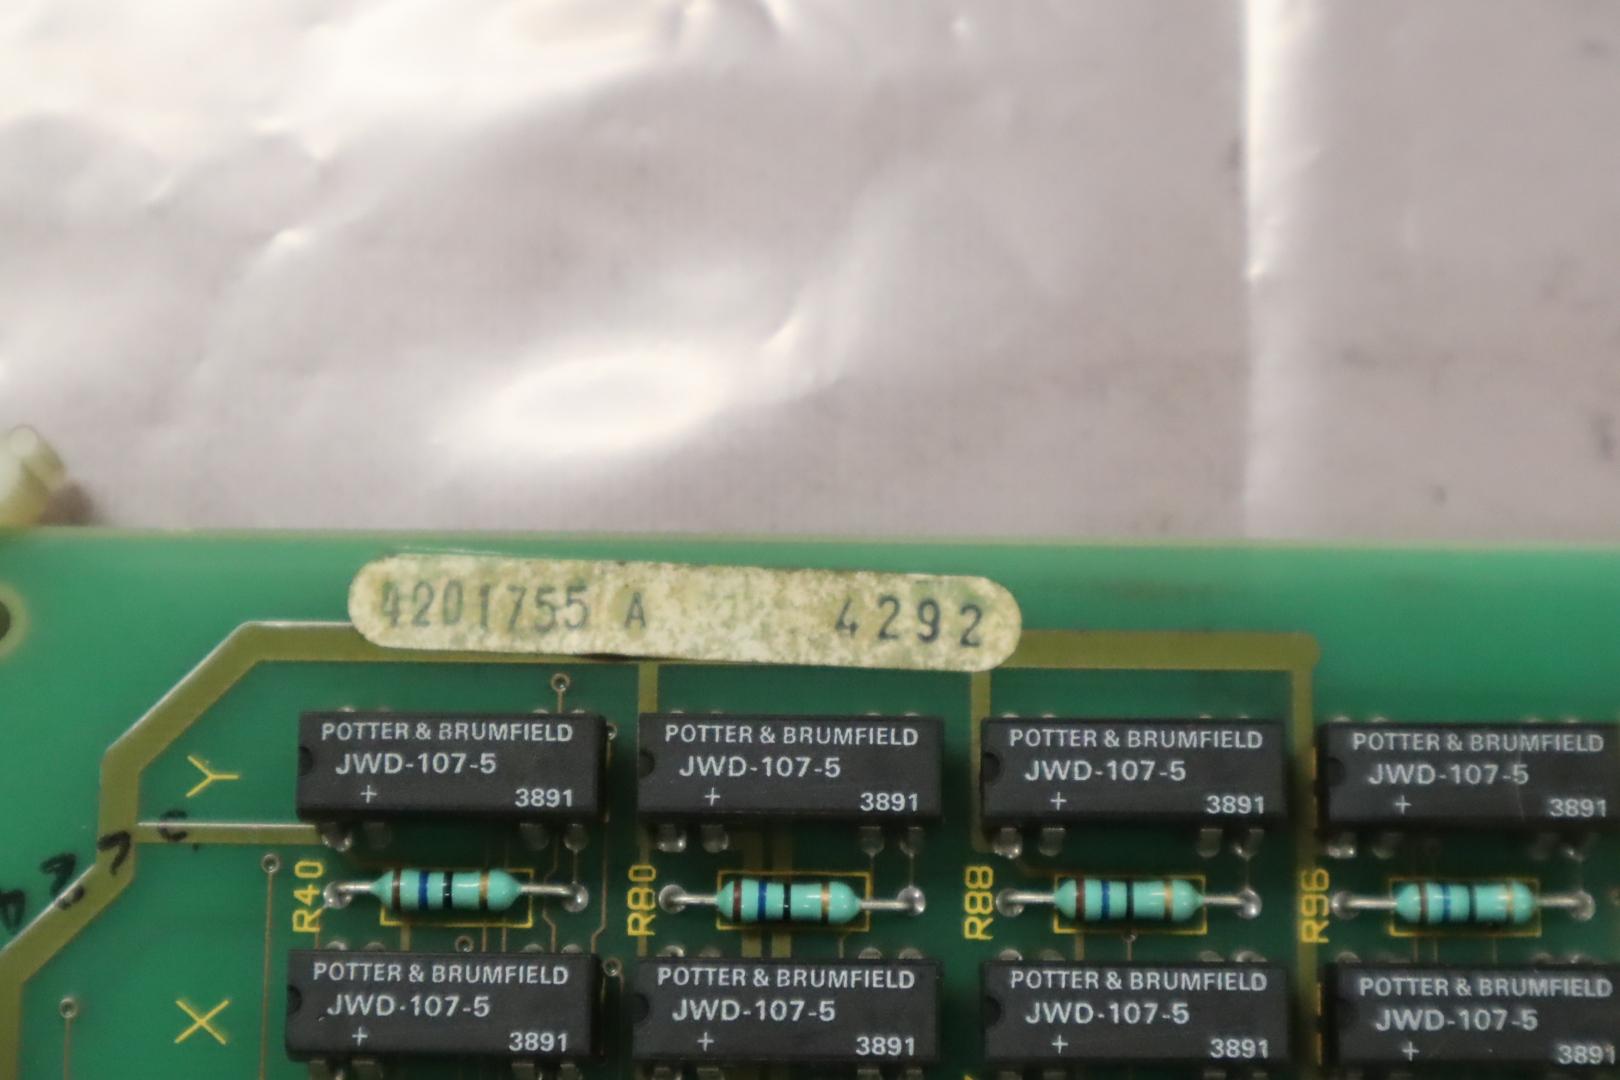 4201755 A 4292
POTTER & BRUMFIELD
JWD-107-5
+ 3891
POTTER & BRUMFIELD
JWD-107-5
+ 3891
POTTER & BRUMFIELD
JWD-107-5
+ 3891
POTTER & BRUMFIELD
JWD-107-5
+ 3891
Y
R40
R80
R88
R96
POTTER & BRUMFIELD
JWD-107-5
+ 3891
POTTER & BRUMFIELD
JWD-107-5
+ 3891
POTTER & BRUMFIELD
JWD-107-5
+ 3891
POTTER & BRUMFIELD
JWD-107-5
+ 3891
X